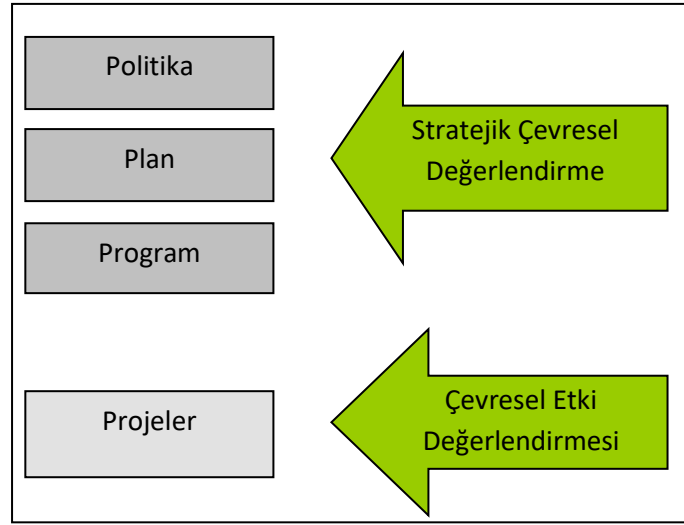 Politika
Plan
Program
Projeler
Stratejik Çevresel
Değerlendirme
Çevresel Etki
Değerlendirmesi